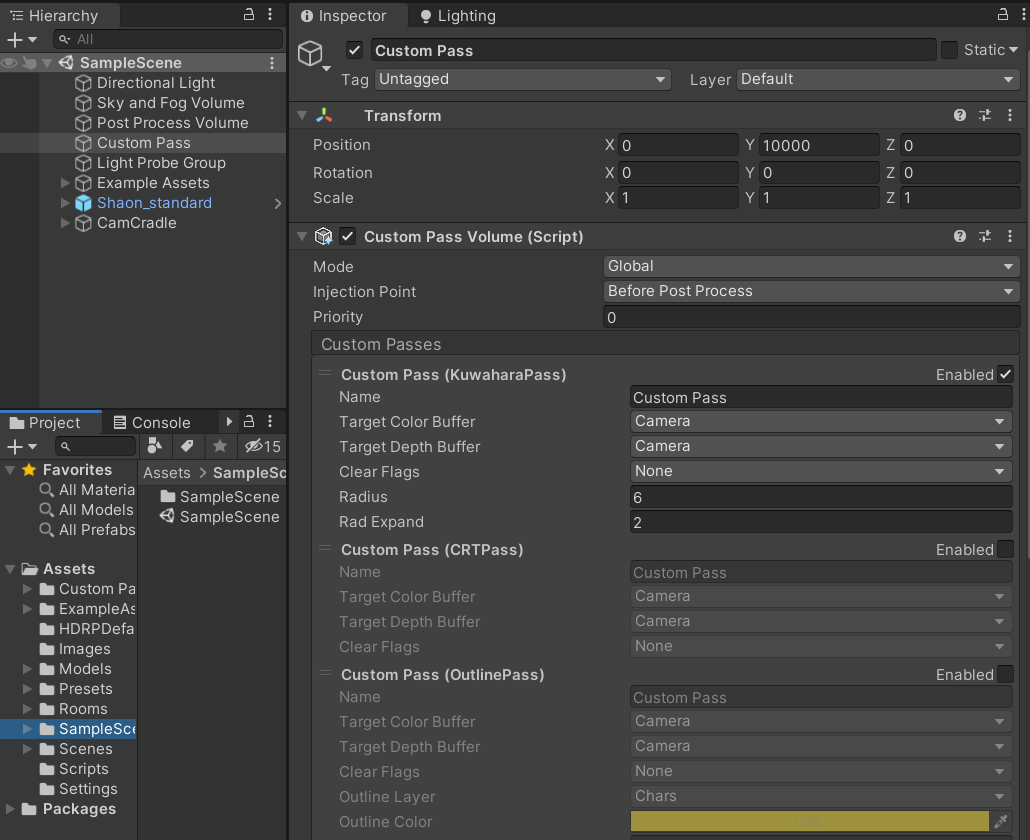 Hierarchy
All
SampleScene
Directional Light
Sky and Fog Volume
Post Process Volume
Custom Pass
Light Probe Group
Example Assets
Shaon_standard
CamCradle
Project
Console
15
Favorites
All Materia
All Models
All Prefabs
Assets
Custom Pa
ExampleAs
HDRPDefa
Images
Models
Presets
Rooms
SampleSce
Scenes
Scripts
Settings
Packages
Assets > SampleSc
SampleScene
SampleScene
Inspector
Lighting
Custom Pass
Static
Tag Untagged Layer Default
Transform
Position X 0 Y 10000 Z 0
Rotation X 0 Y 0 Z 0
Scale X 1 Y 1 Z 1
Custom Pass Volume (Script)
Mode Global
Injection Point Before Post Process
Priority 0
Custom Passes
Custom Pass (KuwaharaPass) Enabled
Name Custom Pass
Target Color Buffer Camera
Target Depth Buffer Camera
Clear Flags None
Radius 6
Rad Expand 2
Custom Pass (CRTPass) Enabled
Name Custom Pass
Target Color Buffer Camera
Target Depth Buffer Camera
Clear Flags None
Custom Pass (OutlinePass) Enabled
Name Custom Pass
Target Color Buffer Camera
Target Depth Buffer Camera
Clear Flags None
Outline Layer Chars
Outline Color